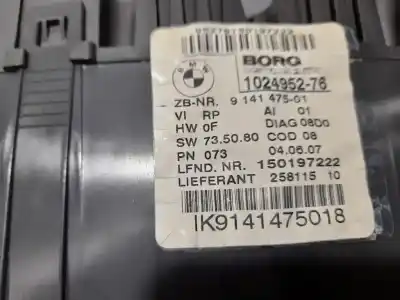 BMW
BORG
1024952-76
ZB-NR. 9 141 475-01
VI RP AI 01
HW 0F DIAG 08D0
SW 73.50.80 COD 08
PN 073 04.06.07
LFND. NR. 150197222
LIEFERANT 258115 10
IK9141475018